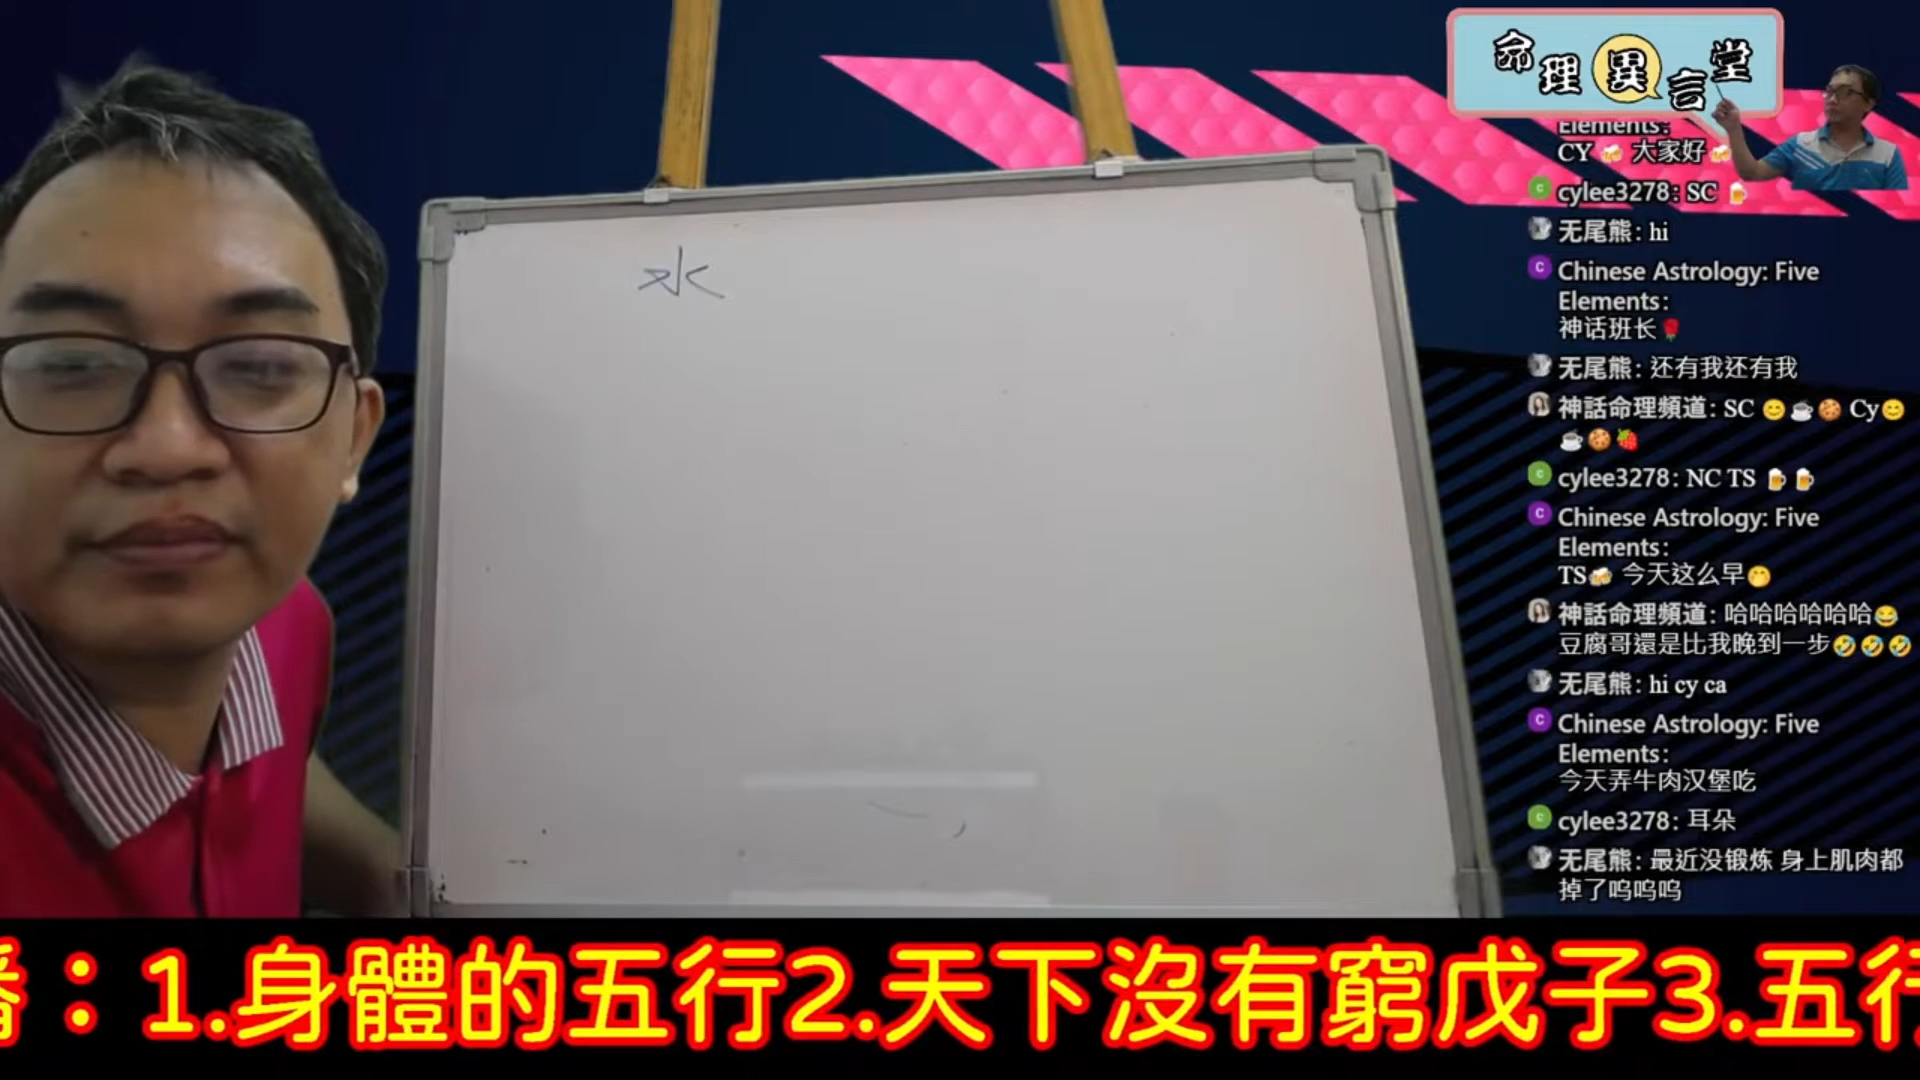 命理異言堂
水
Elements:
CY 🍻 大家好🍻
cylee3278: SC 🍺
无尾熊: hi
Chinese Astrology: Five
Elements:
神话班长🌹
无尾熊: 还有我还有我
神話命理頻道: SC 😊☕🍪 Cy😊
☕🍪🍓
cylee3278: NC TS 🍺🍺
Chinese Astrology: Five
Elements:
TS🍻 今天这么早🤭
神話命理頻道: 哈哈哈哈哈哈😂
豆腐哥還是比我晚到一步🤣🤣🤣
无尾熊: hi cy ca
Chinese Astrology: Five
Elements:
今天弄牛肉汉堡吃
cylee3278: 耳朵
无尾熊: 最近没锻炼 身上肌肉都
掉了呜呜呜
：1.身體的五行2.天下沒有窮戊子3.五行